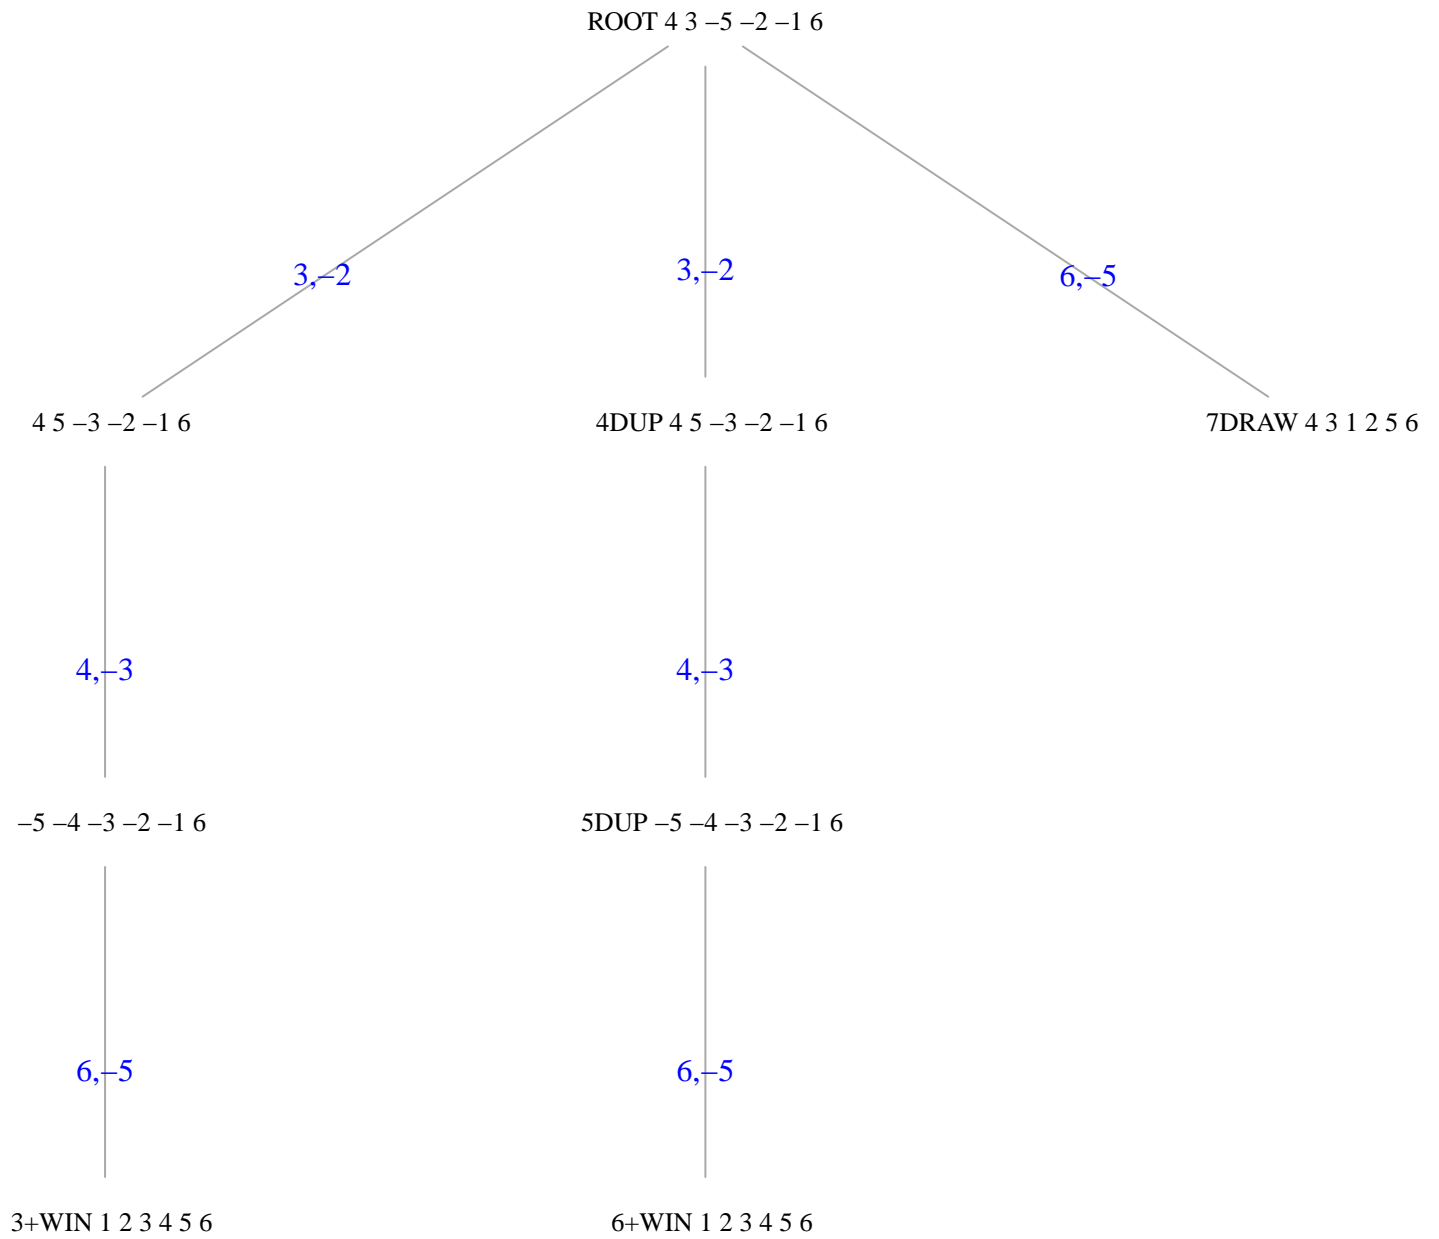 ROOT 4 3 –5 –2 –1 6
3,–2
3,–2
6,–5
4 5 –3 –2 –1 6
4DUP 4 5 –3 –2 –1 6
7DRAW 4 3 1 2 5 6
4,–3
4,–3
–5 –4 –3 –2 –1 6
5DUP –5 –4 –3 –2 –1 6
6,–5
6,–5
3+WIN 1 2 3 4 5 6
6+WIN 1 2 3 4 5 6